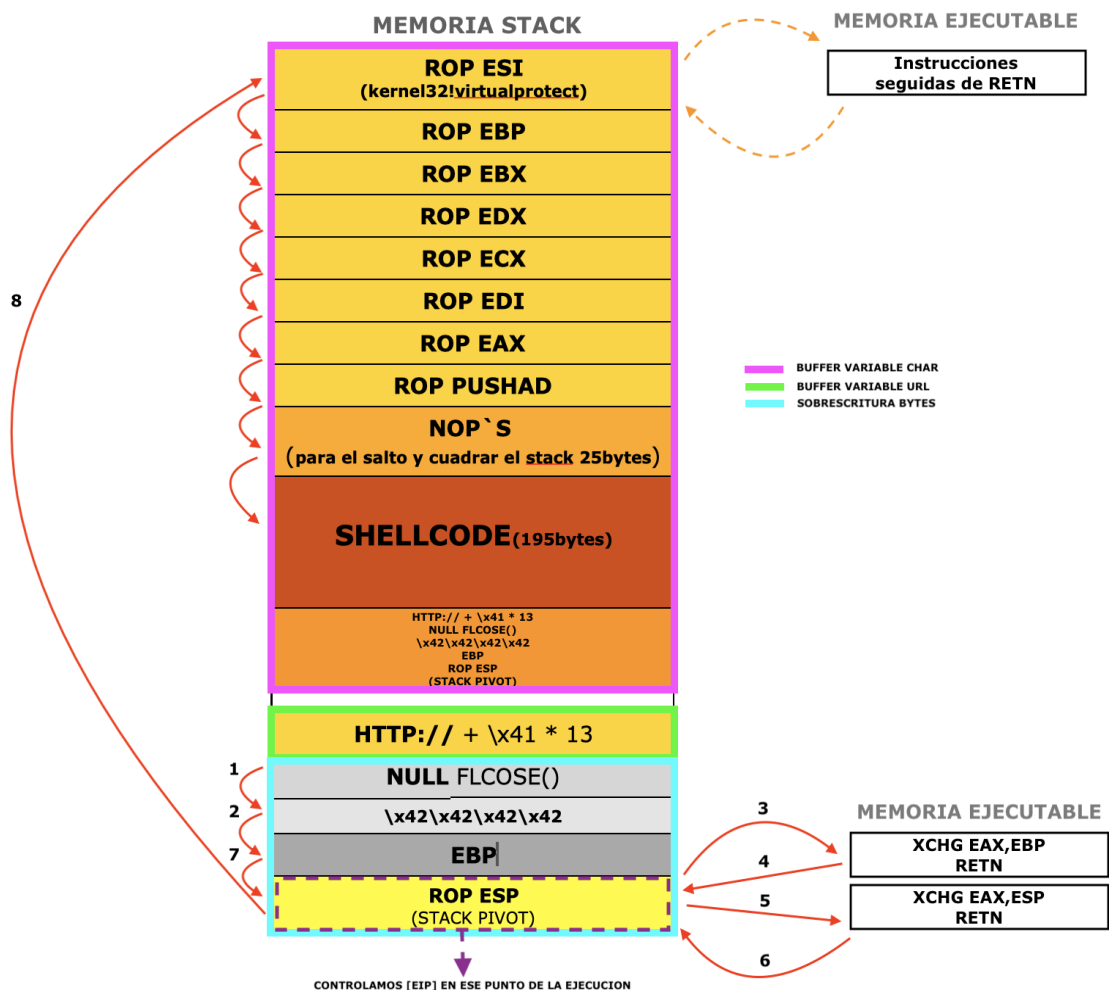 MEMORIA STACK
ROP ESI
(kernel32!virtualprotect)
ROP EBP
ROP EBX
ROP EDX
ROP ECX
ROP EDI
ROP EAX
ROP PUSHAD
NOP`S
(para el salto y cuadrar el stack 25bytes)
SHELLCODE(195bytes)
HTTP:// + \x41 * 13
NULL FLCOSE()
\x42\x42\x42\x42
EBP
ROP ESP
(STACK PIVOT)
HTTP:// + \x41 * 13
NULL FLCOSE()
\x42\x42\x42\x42
EBP
ROP ESP
(STACK PIVOT)
CONTROLAMOS [EIP] EN ESE PUNTO DE LA EJECUCION
8
1
2
7
MEMORIA EJECUTABLE
Instrucciones
seguidas de RETN
BUFFER VARIABLE CHAR
BUFFER VARIABLE URL
SOBRESCRITURA BYTES
MEMORIA EJECUTABLE
3
4
XCHG EAX,EBP
RETN
5
XCHG EAX,ESP
RETN
6